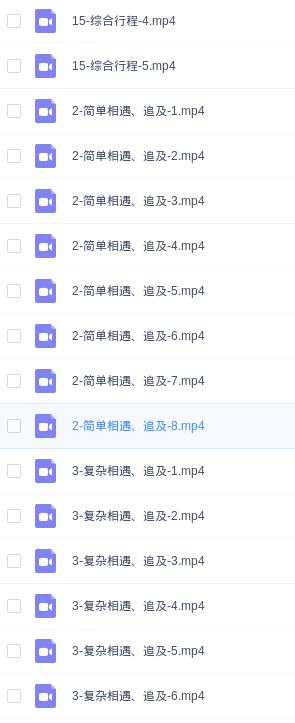 15-综合行程-4.mp4
15-综合行程-5.mp4
2-简单相遇、追及-1.mp4
2-简单相遇、追及-2.mp4
2-简单相遇、追及-3.mp4
2-简单相遇、追及-4.mp4
2-简单相遇、追及-5.mp4
2-简单相遇、追及-6.mp4
2-简单相遇、追及-7.mp4
2-简单相遇、追及-8.mp4
3-复杂相遇、追及-1.mp4
3-复杂相遇、追及-2.mp4
3-复杂相遇、追及-3.mp4
3-复杂相遇、追及-4.mp4
3-复杂相遇、追及-5.mp4
3-复杂相遇、追及-6.mp4